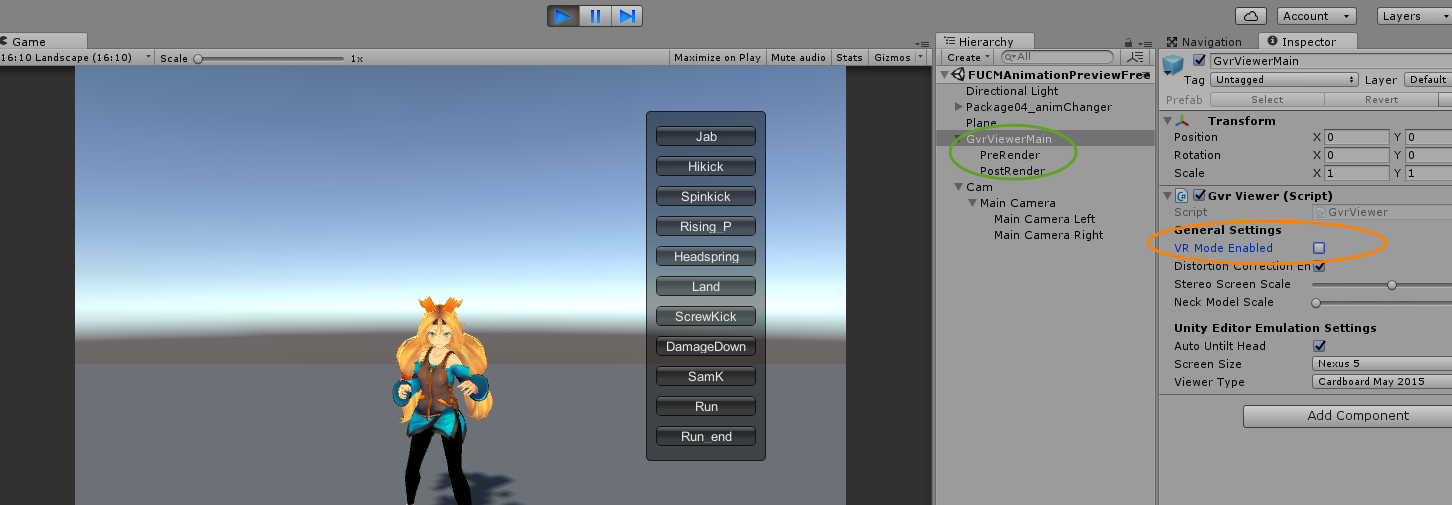 Account
Layers
Game
Hierarchy
Navigation
Inspector
16:10 Landscape (16:10)
Scale
1x
Maximize on Play
Mute audio
Stats
Gizmos
Create
All
FUCMAnimationPreviewFree
Directional Light
Package04_animChanger
Plane
GvrViewerMain
PreRender
PostRender
Cam
Main Camera
Main Camera Left
Main Camera Right
Jab
Hikick
Spinkick
Rising_P
Headspring
Land
ScrewKick
DamageDown
SamK
Run
Run_end
GvrViewerMain
Tag Untagged Layer Default
Prefab Select Revert
Transform
Position X 0 Y 0
Rotation X 0 Y 0
Scale X 1 Y 1
Gvr Viewer (Script)
Script GvrViewer
General Settings
VR Mode Enabled
Distortion Correction En
Stereo Screen Scale
Neck Model Scale
Unity Editor Emulation Settings
Auto Untilt Head
Screen Size Nexus 5
Viewer Type Cardboard May 2015
Add Component